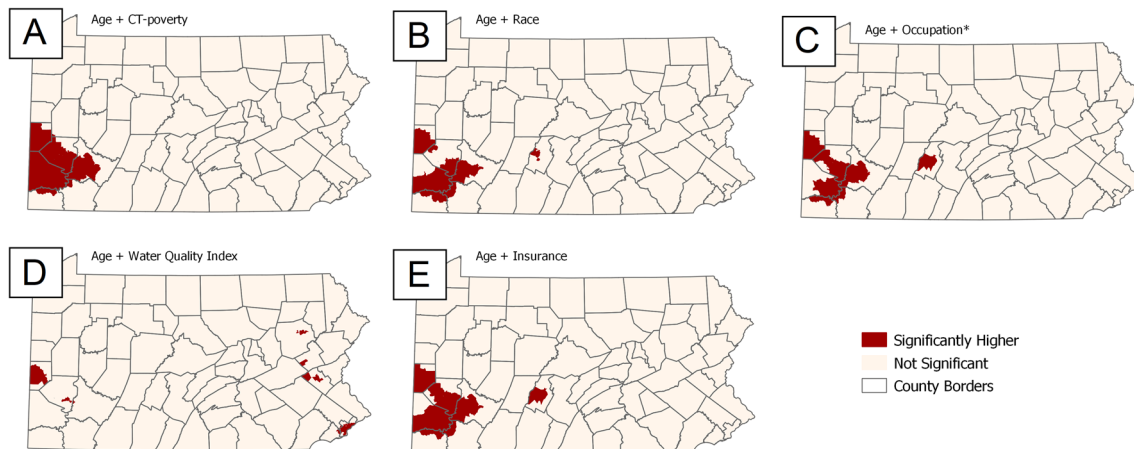 A
Age + CT-poverty
B
Age + Race
C
Age + Occupation*
D
Age + Water Quality Index
E
Age + Insurance
Significantly Higher
Not Significant
County Borders